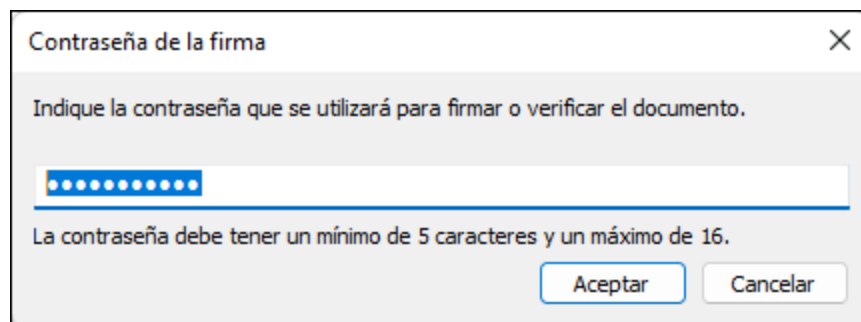 Contraseña de la firma
Indique la contraseña que se utilizará para firmar o verificar el documento.
•••••••••••
La contraseña debe tener un mínimo de 5 caracteres y un máximo de 16.
Aceptar Cancelar